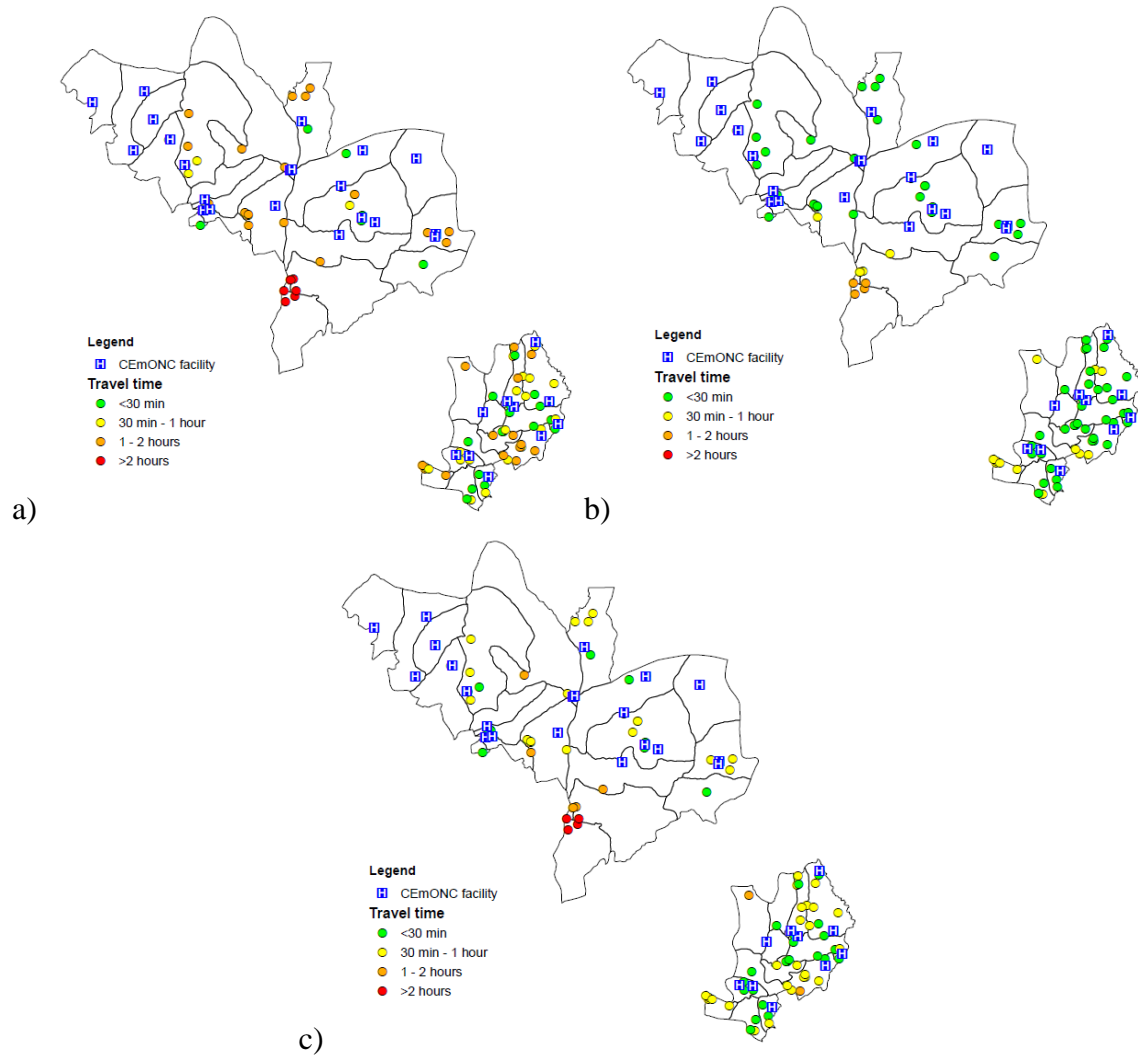 Legend
H CEmONC facility
Travel time
<30 min
30 min - 1 hour
1 - 2 hours
>2 hours
a)
Legend
H CEmONC facility
Travel time
<30 min
30 min - 1 hour
1 - 2 hours
>2 hours
b)
Legend
H CEmONC facility
Travel time
<30 min
30 min - 1 hour
1 - 2 hours
>2 hours
c)